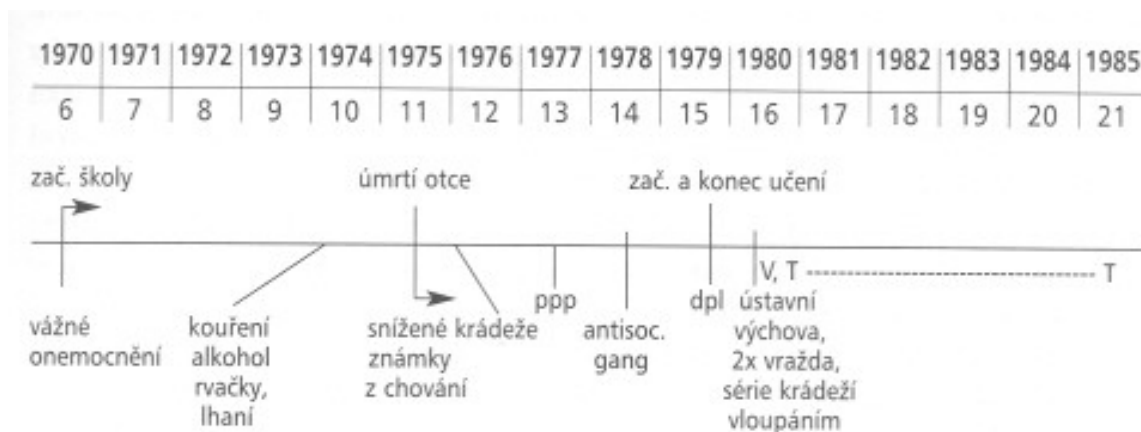 1970 1971 1972 1973 1974 1975 1976 1977 1978 1979 1980 1981 1982 1983 1984 1985
6 7 8 9 10 11 12 13 14 15 16 17 18 19 20 21
zač. školy
úmrtí otce
zač. a konec učení
V, T ---------------------------------- T
vážné
onemocnění
kouření
alkohol
rvačky,
lhaní
snížené
známky
z chování
krádeže
ppp
antisoc.
gang
dpl
ústavní
výchova,
2x vražda,
série krádeží
vloupáním